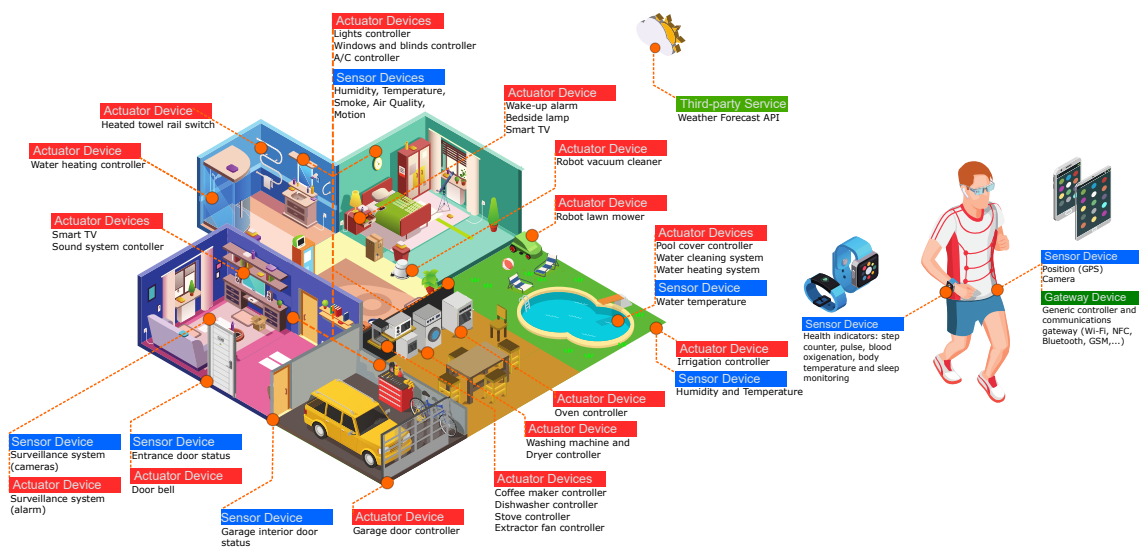 Actuator Devices
Lights controller
Windows and blinds controller
A/C controller
Sensor Devices
Humidity, Temperature,
Smoke, Air Quality,
Motion
Third-party Service
Weather Forecast API
Actuator Device
Wake-up alarm
Bedside lamp
Smart TV
Actuator Device
Heated towel rail switch
Actuator Device
Water heating controller
Actuator Device
Robot vacuum cleaner
Actuator Device
Robot lawn mower
Actuator Devices
Smart TV
Sound system contoller
Actuator Devices
Pool cover controller
Water cleaning system
Water heating system
Sensor Device
Water temperature
Sensor Device
Position (GPS)
Camera
Gateway Device
Generic controller and
communications
gateway (Wi-Fi, NFC,
Bluetooth, GSM,...)
Sensor Device
Health indicators: step
counter, pulse, blood
oxigenation, body
temperature and sleep
monitoring
Actuator Device
Irrigation controller
Sensor Device
Humidity and Temperature
Actuator Device
Oven controller
Actuator Device
Washing machine and
Dryer controller
Sensor Device
Surveillance system
(cameras)
Actuator Device
Surveillance system
(alarm)
Sensor Device
Entrance door status
Actuator Device
Door bell
Sensor Device
Garage interior door
status
Actuator Device
Garage door controller
Actuator Devices
Coffee maker controller
Dishwasher controller
Stove controller
Extractor fan controller